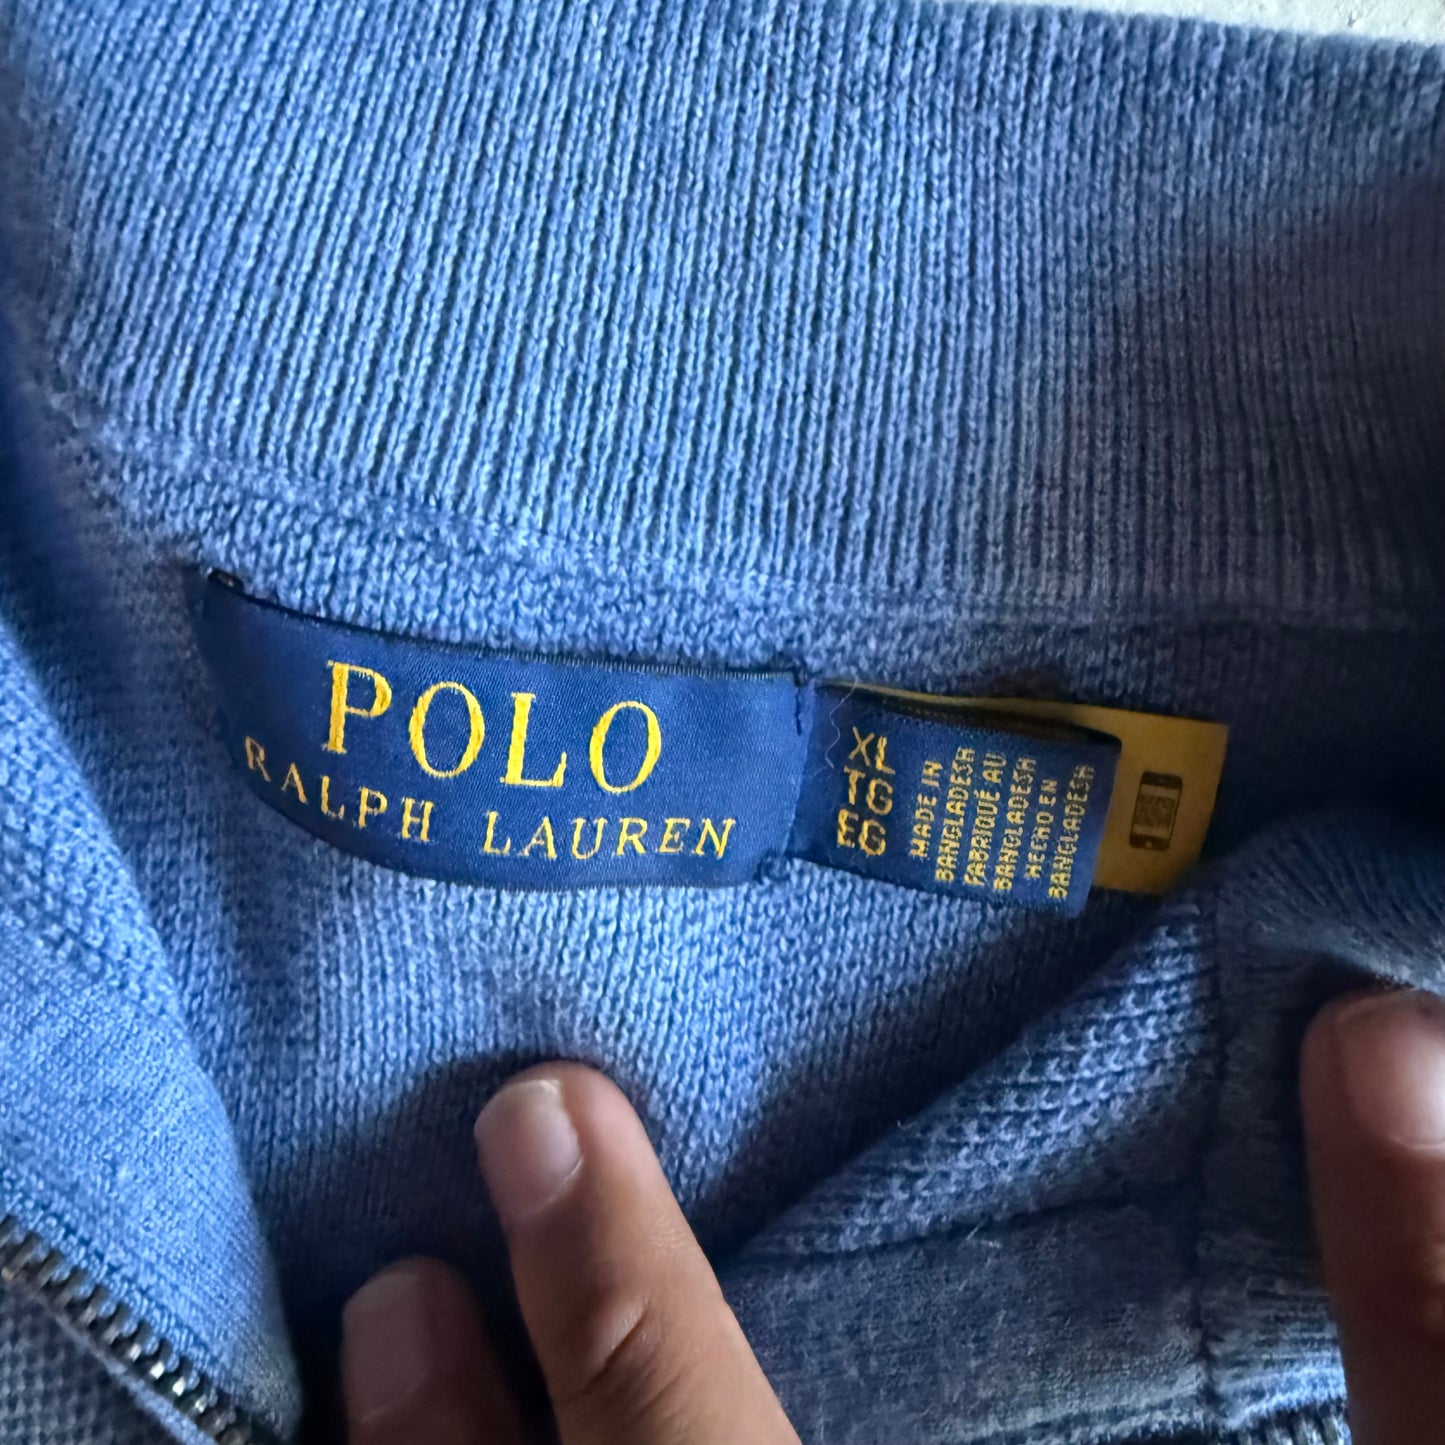 POLO
RALPH LAUREN
XL
TG
EG
MADE IN
BANGLADESH
FABRIQUÉ AU
BANGLADESH
HECHO EN
BANGLADESH